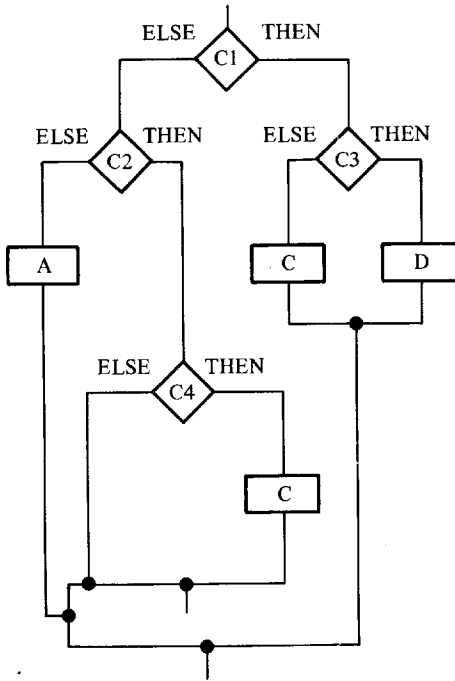 ELSE THEN
C1
ELSE THEN
C2
ELSE THEN
C3
A
C
D
ELSE THEN
C4
C